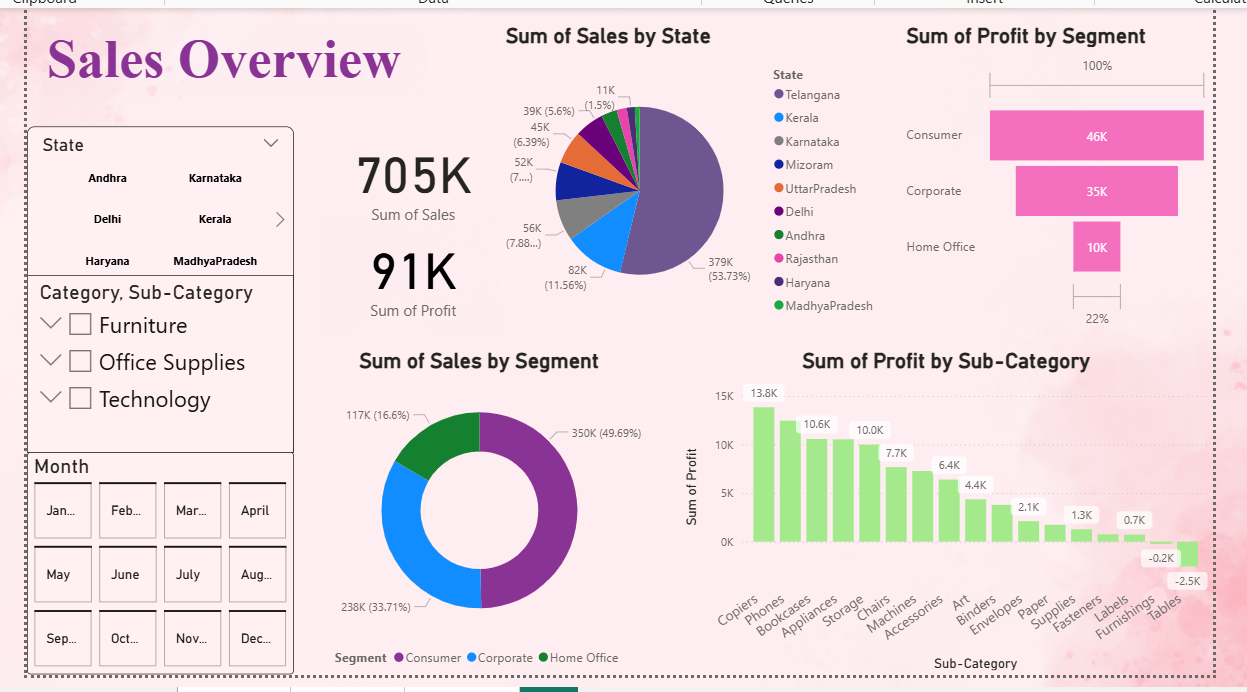 Clipboard
Data
Queries
Insert
Sales Overview
State
Andhra
Karnataka
Delhi
Kerala
Haryana
MadhyaPradesh
Category, Sub-Category
Furniture
Office Supplies
Technology
Month
Jan...
Feb...
Mar...
April
May
June
July
Aug...
Sep...
Oct...
Nov...
Dec...
705K
Sum of Sales
91K
Sum of Profit
Sum of Sales by State
11K
(1.5%)
39K (5.6%)
45K
(6.39%)
52K
(7....)
56K
(7.88...)
82K
(11.56%)
379K
(53.73%)
State
Telangana
Kerala
Karnataka
Mizoram
UttarPradesh
Delhi
Andhra
Rajasthan
Haryana
MadhyaPradesh
Sum of Profit by Segment
100%
Consumer
46K
Corporate
35K
Home Office
10K
22%
Sum of Sales by Segment
117K (16.6%)
350K (49.69%)
238K (33.71%)
Segment
Consumer
Corporate
Home Office
Sum of Profit by Sub-Category
Sum of Profit
15K
10K
5K
0K
13.8K
10.6K
10.0K
7.7K
6.4K
4.4K
2.1K
1.3K
0.7K
-0.2K
-2.5K
Copiers
Phones
Bookcases
Appliances
Storage
Chairs
Machines
Accessories
Art
Binders
Envelopes
Paper
Supplies
Fasteners
Labels
Furnishings
Tables
Sub-Category